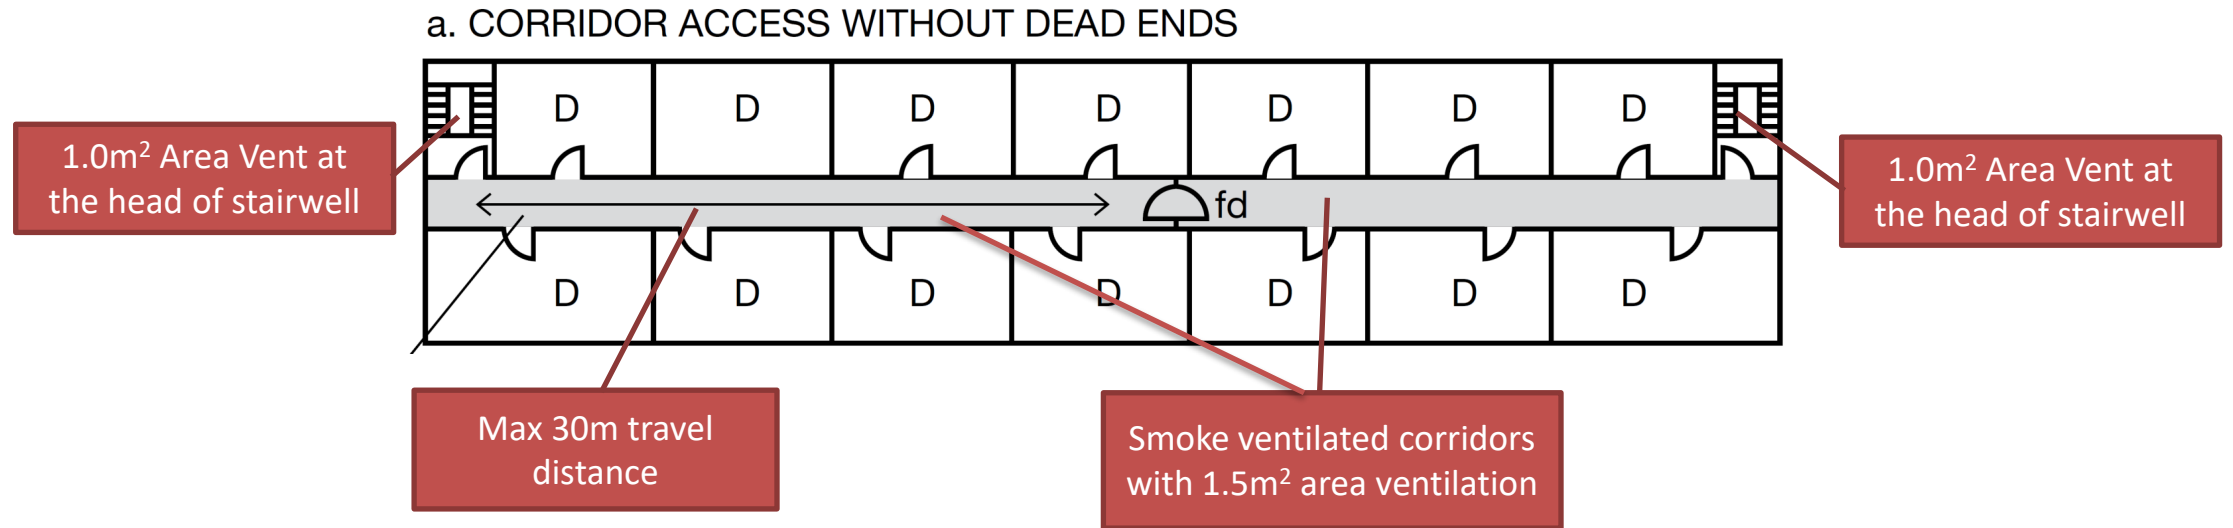 a. CORRIDOR ACCESS WITHOUT DEAD ENDS
D D D D D D D
1.0m² Area Vent at
the head of stairwell
1.0m² Area Vent at
the head of stairwell
fd
D D D D D D D
Max 30m travel
distance
Smoke ventilated corridors
with 1.5m² area ventilation